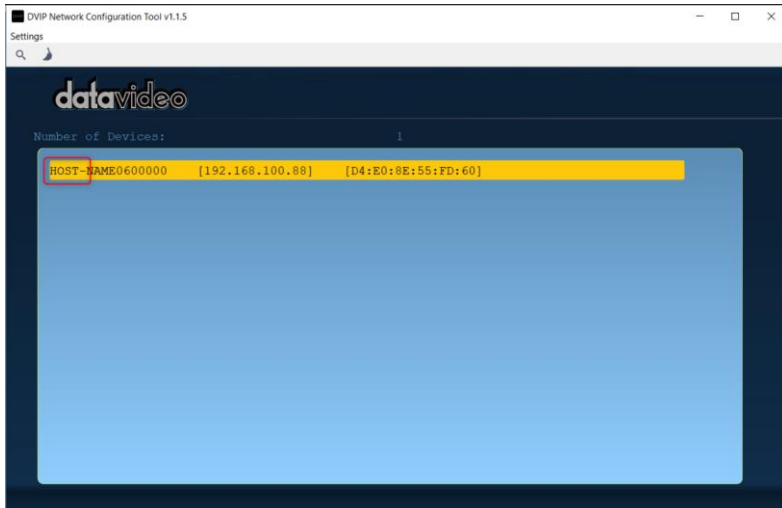 DVIP Network Configuration Tool v1.1.5
Settings
datavideo
Number of Devices: 1
HOST-NAME0600000 [192.168.100.88] [D4:E0:8E:55:FD:60]